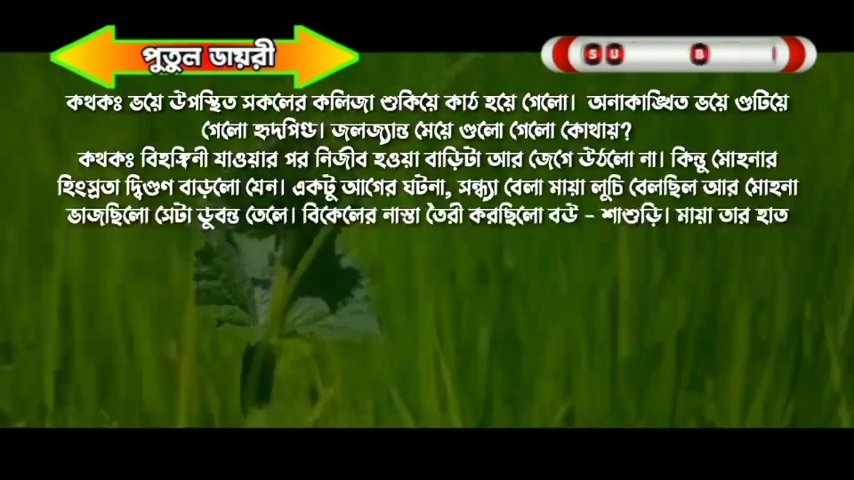 পুতুল ডায়রী
S U B
কথকঃ ভয়ে উপস্থিত সকলের কলিজা শুকিয়ে কাঠ হয়ে গেলো। অনাকাঙ্খিত ভয়ে গুটিয়ে
গেলো হৃদপিন্ড। জলজ্যান্ত মেয়ে গুলো গেলো কোথায়?
কথকঃ বিহঙ্গিনী যাওয়ার পর নির্জীব হওয়া বাড়িটা আর জেগে উঠলো না। কিন্তু মোহনার
হিংস্রতা দ্বিগুণ বাড়লো যেন। একটু আগের ঘটনা, সন্ধ্যা বেলা মায়া লুচি বেলছিল আর মোহনা
ভাজছিলো সেটা ডুবন্ত তেলে। বিকেলের নাস্তা তৈরী করছিলো বউ - শাশুড়ি। মায়া তার হাত